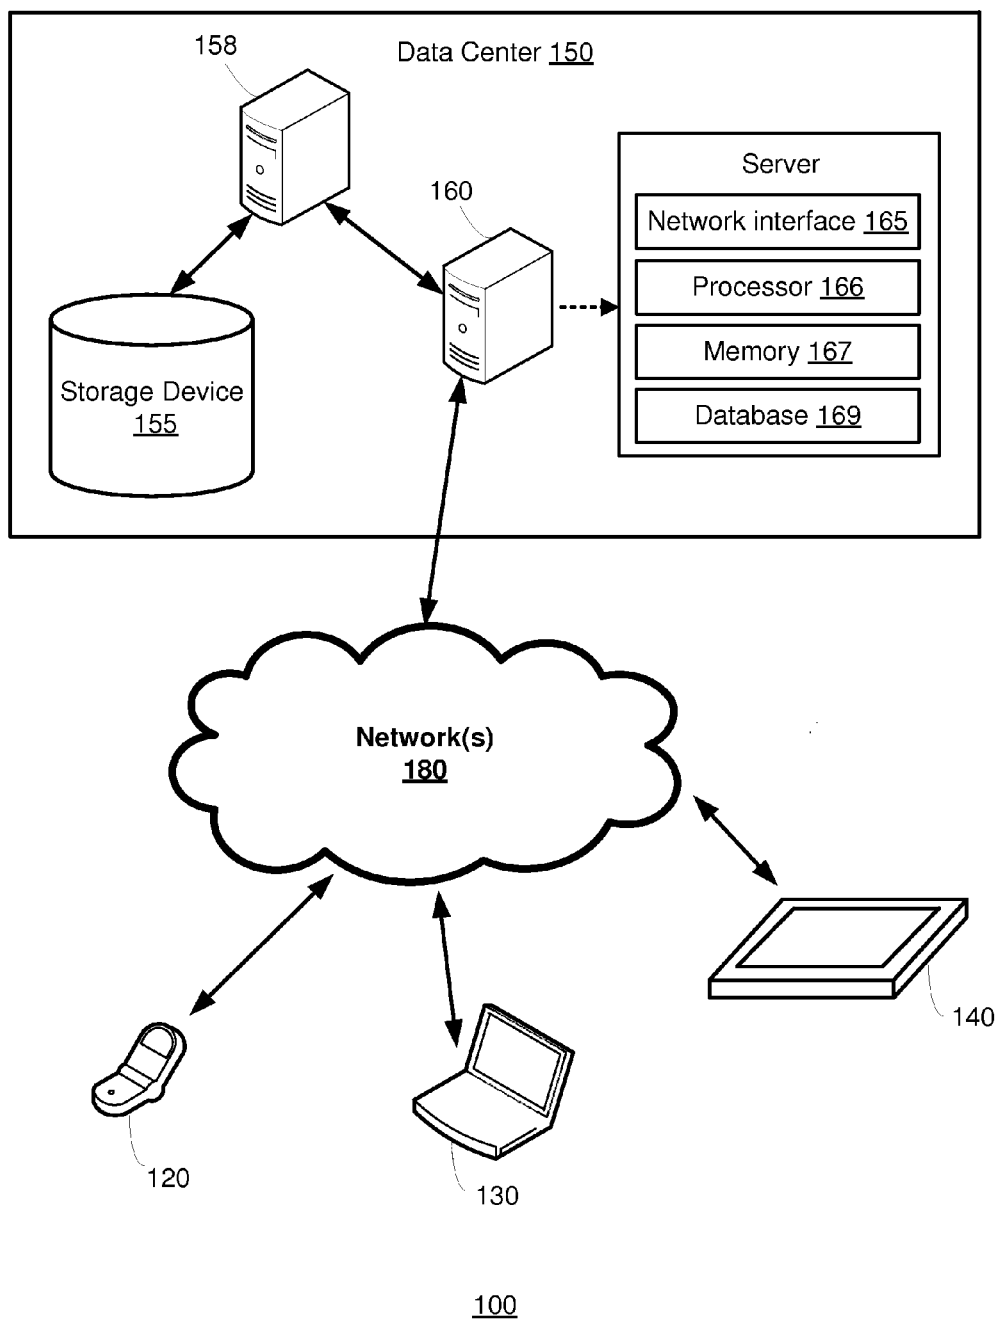 Data Center 150
158
160
Server
Network interface 165
Processor 166
Memory 167
Database 169
Storage Device
155
Network(s)
180
140
120
130
100